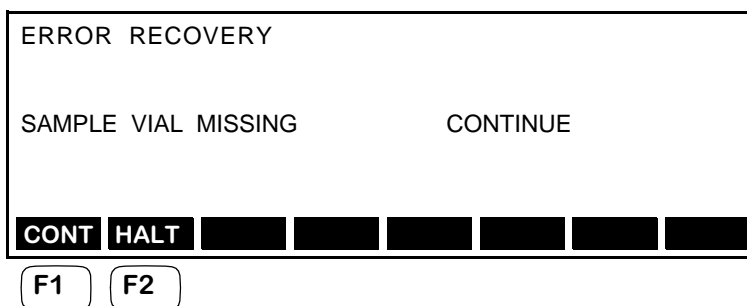 ERROR RECOVERY
SAMPLE VIAL MISSING CONTINUE
CONT HALT
F1 F2